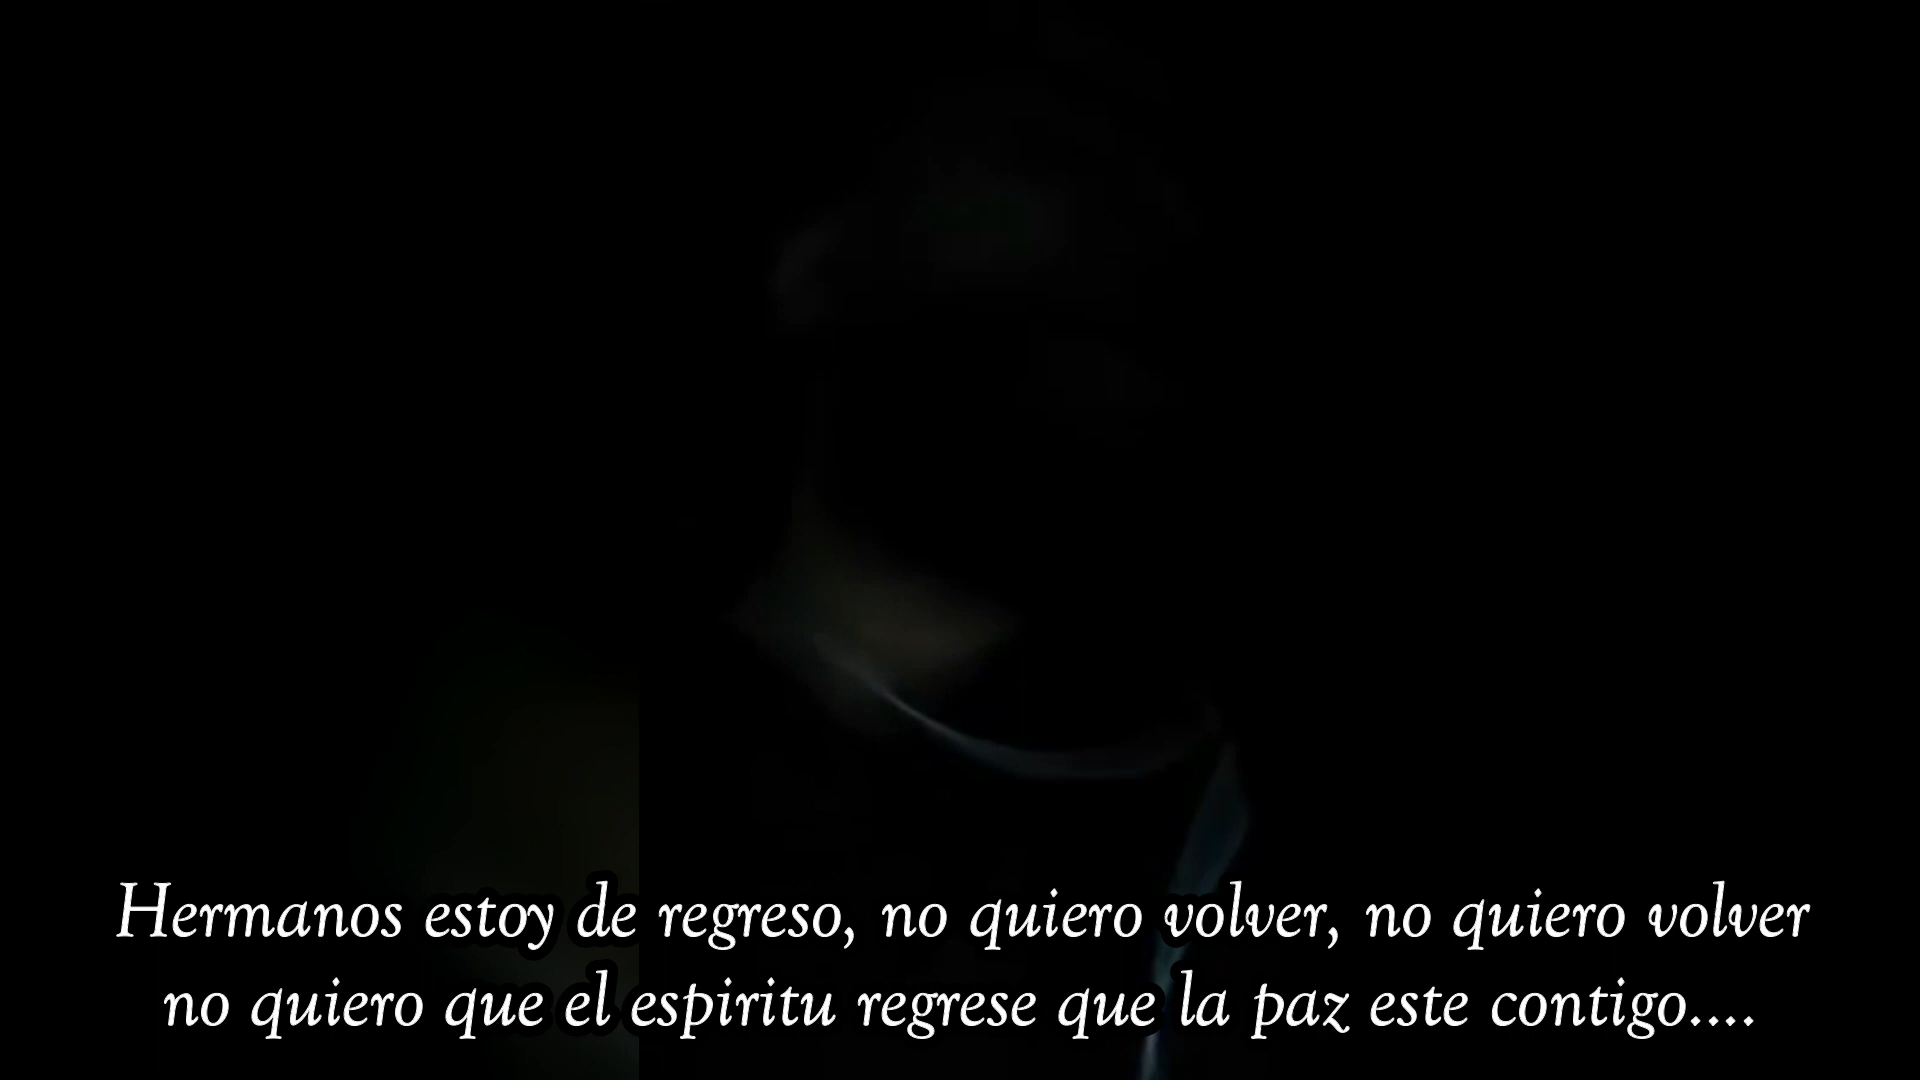 Hermanos estoy de regreso, no quiero volver, no quiero volver
no quiero que el espiritu regrese que la paz este contigo....